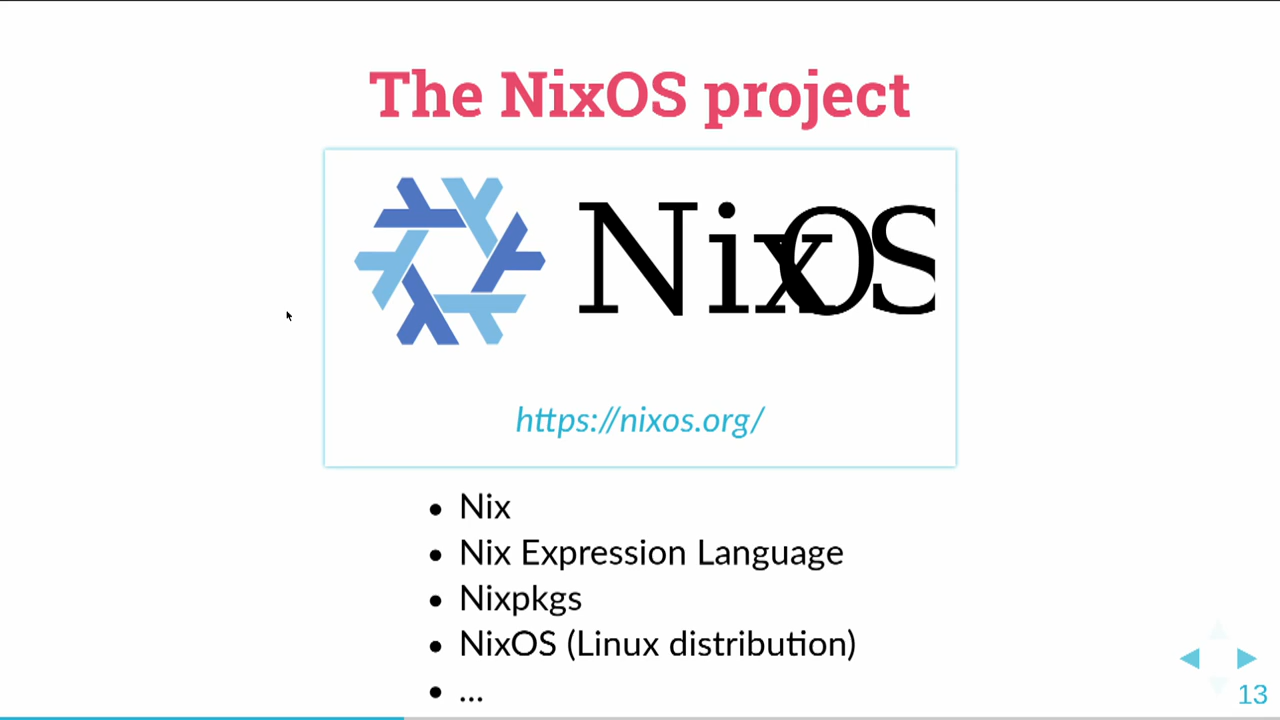 The NixOS project
NixOS
https://nixos.org/
• Nix
• Nix Expression Language
• Nixpkgs
• NixOS (Linux distribution)
• ...
13